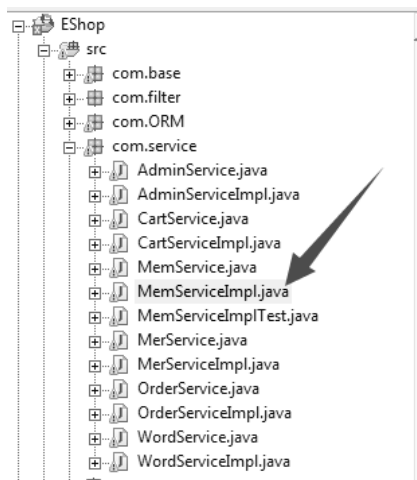 EShop
src
com.base
com.filter
com.ORM
com.service
AdminService.java
AdminServiceImpl.java
CartService.java
CartServiceImpl.java
MemService.java
MemServiceImpl.java
MemServiceImplTest.java
MerService.java
MerServiceImpl.java
OrderService.java
OrderServiceImpl.java
WordService.java
WordServiceImpl.java